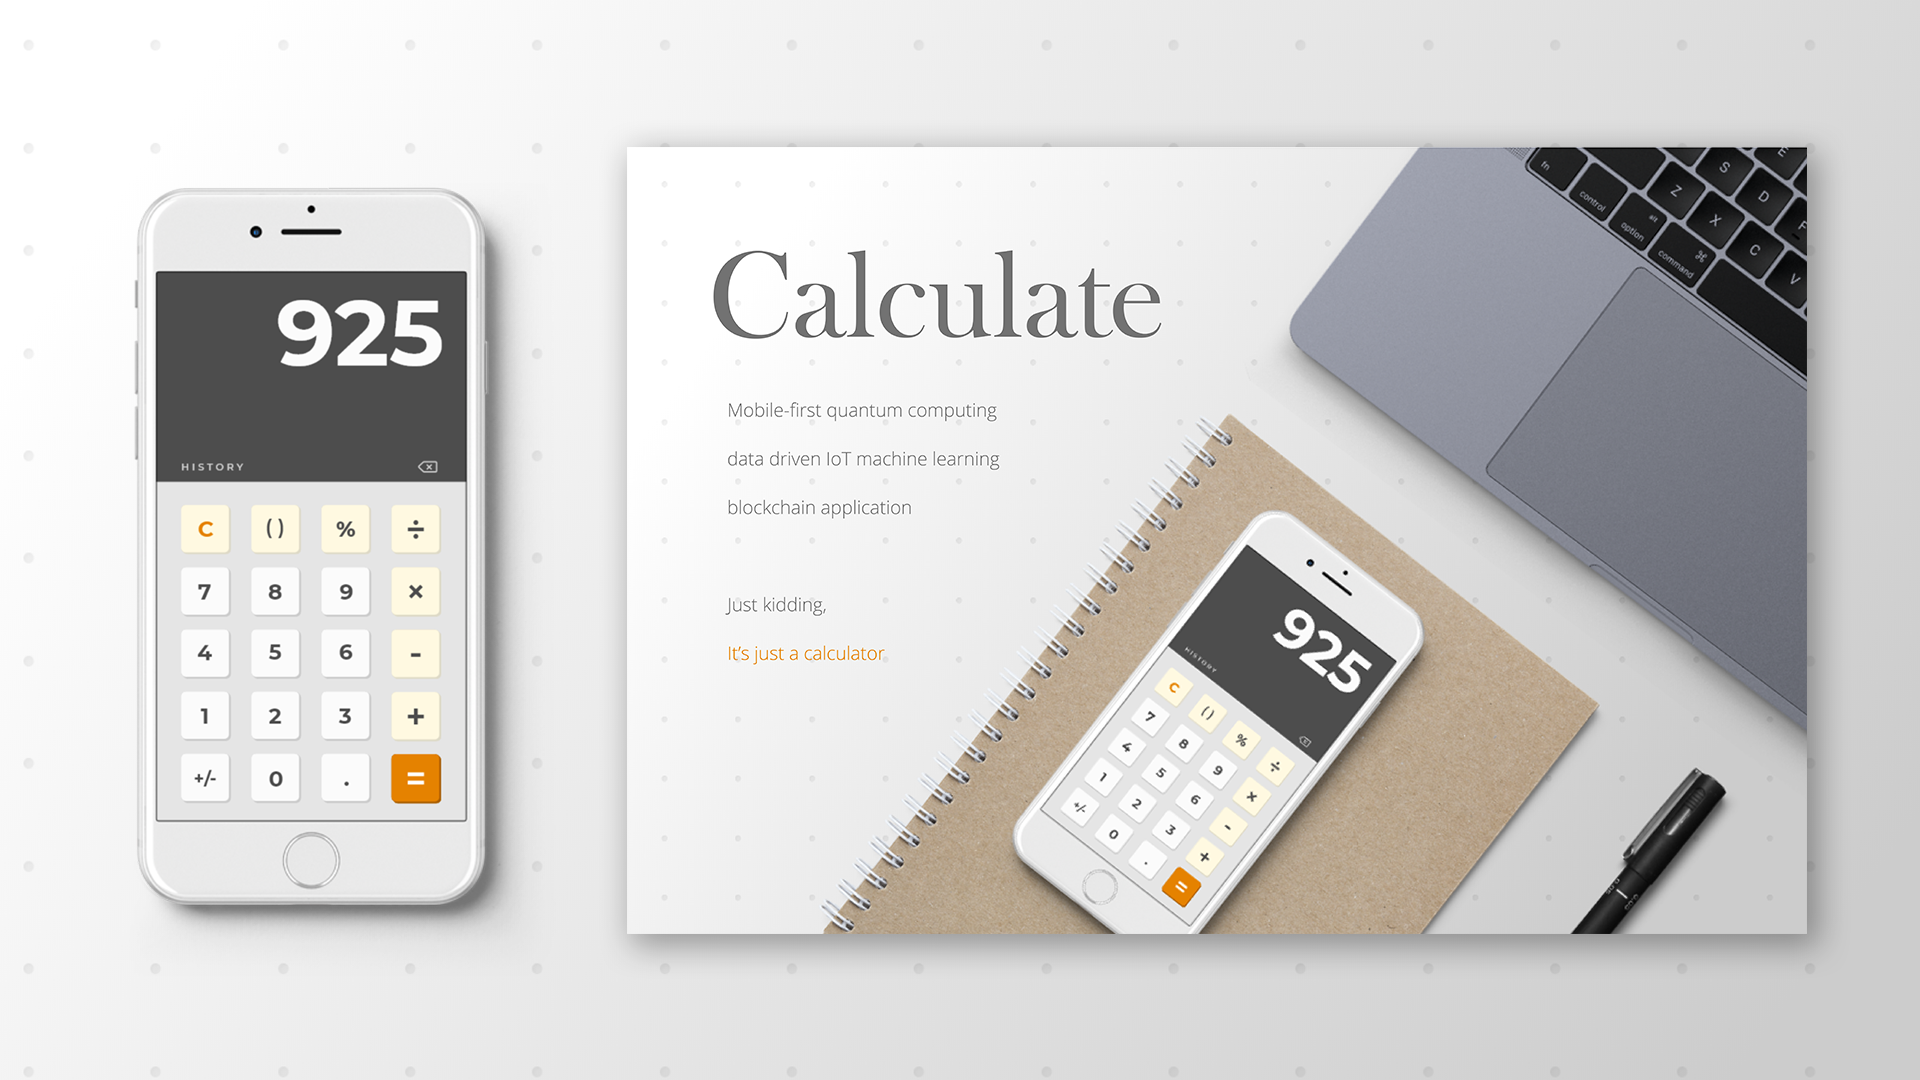 925
HISTORY
C ( ) % ÷
7 8 9 ×
4 5 6 -
1 2 3 +
+/- 0 . =
Calculate
Mobile-first quantum computing
data driven IoT machine learning
blockchain application
Just kidding,
It's just a calculator
fn S D F E
control Z X C V
alt
option
⌘
command
925
HISTORY
C ( ) % ÷
7 8 9 ×
4 5 6 -
1 2 3 +
+/- 0 . =